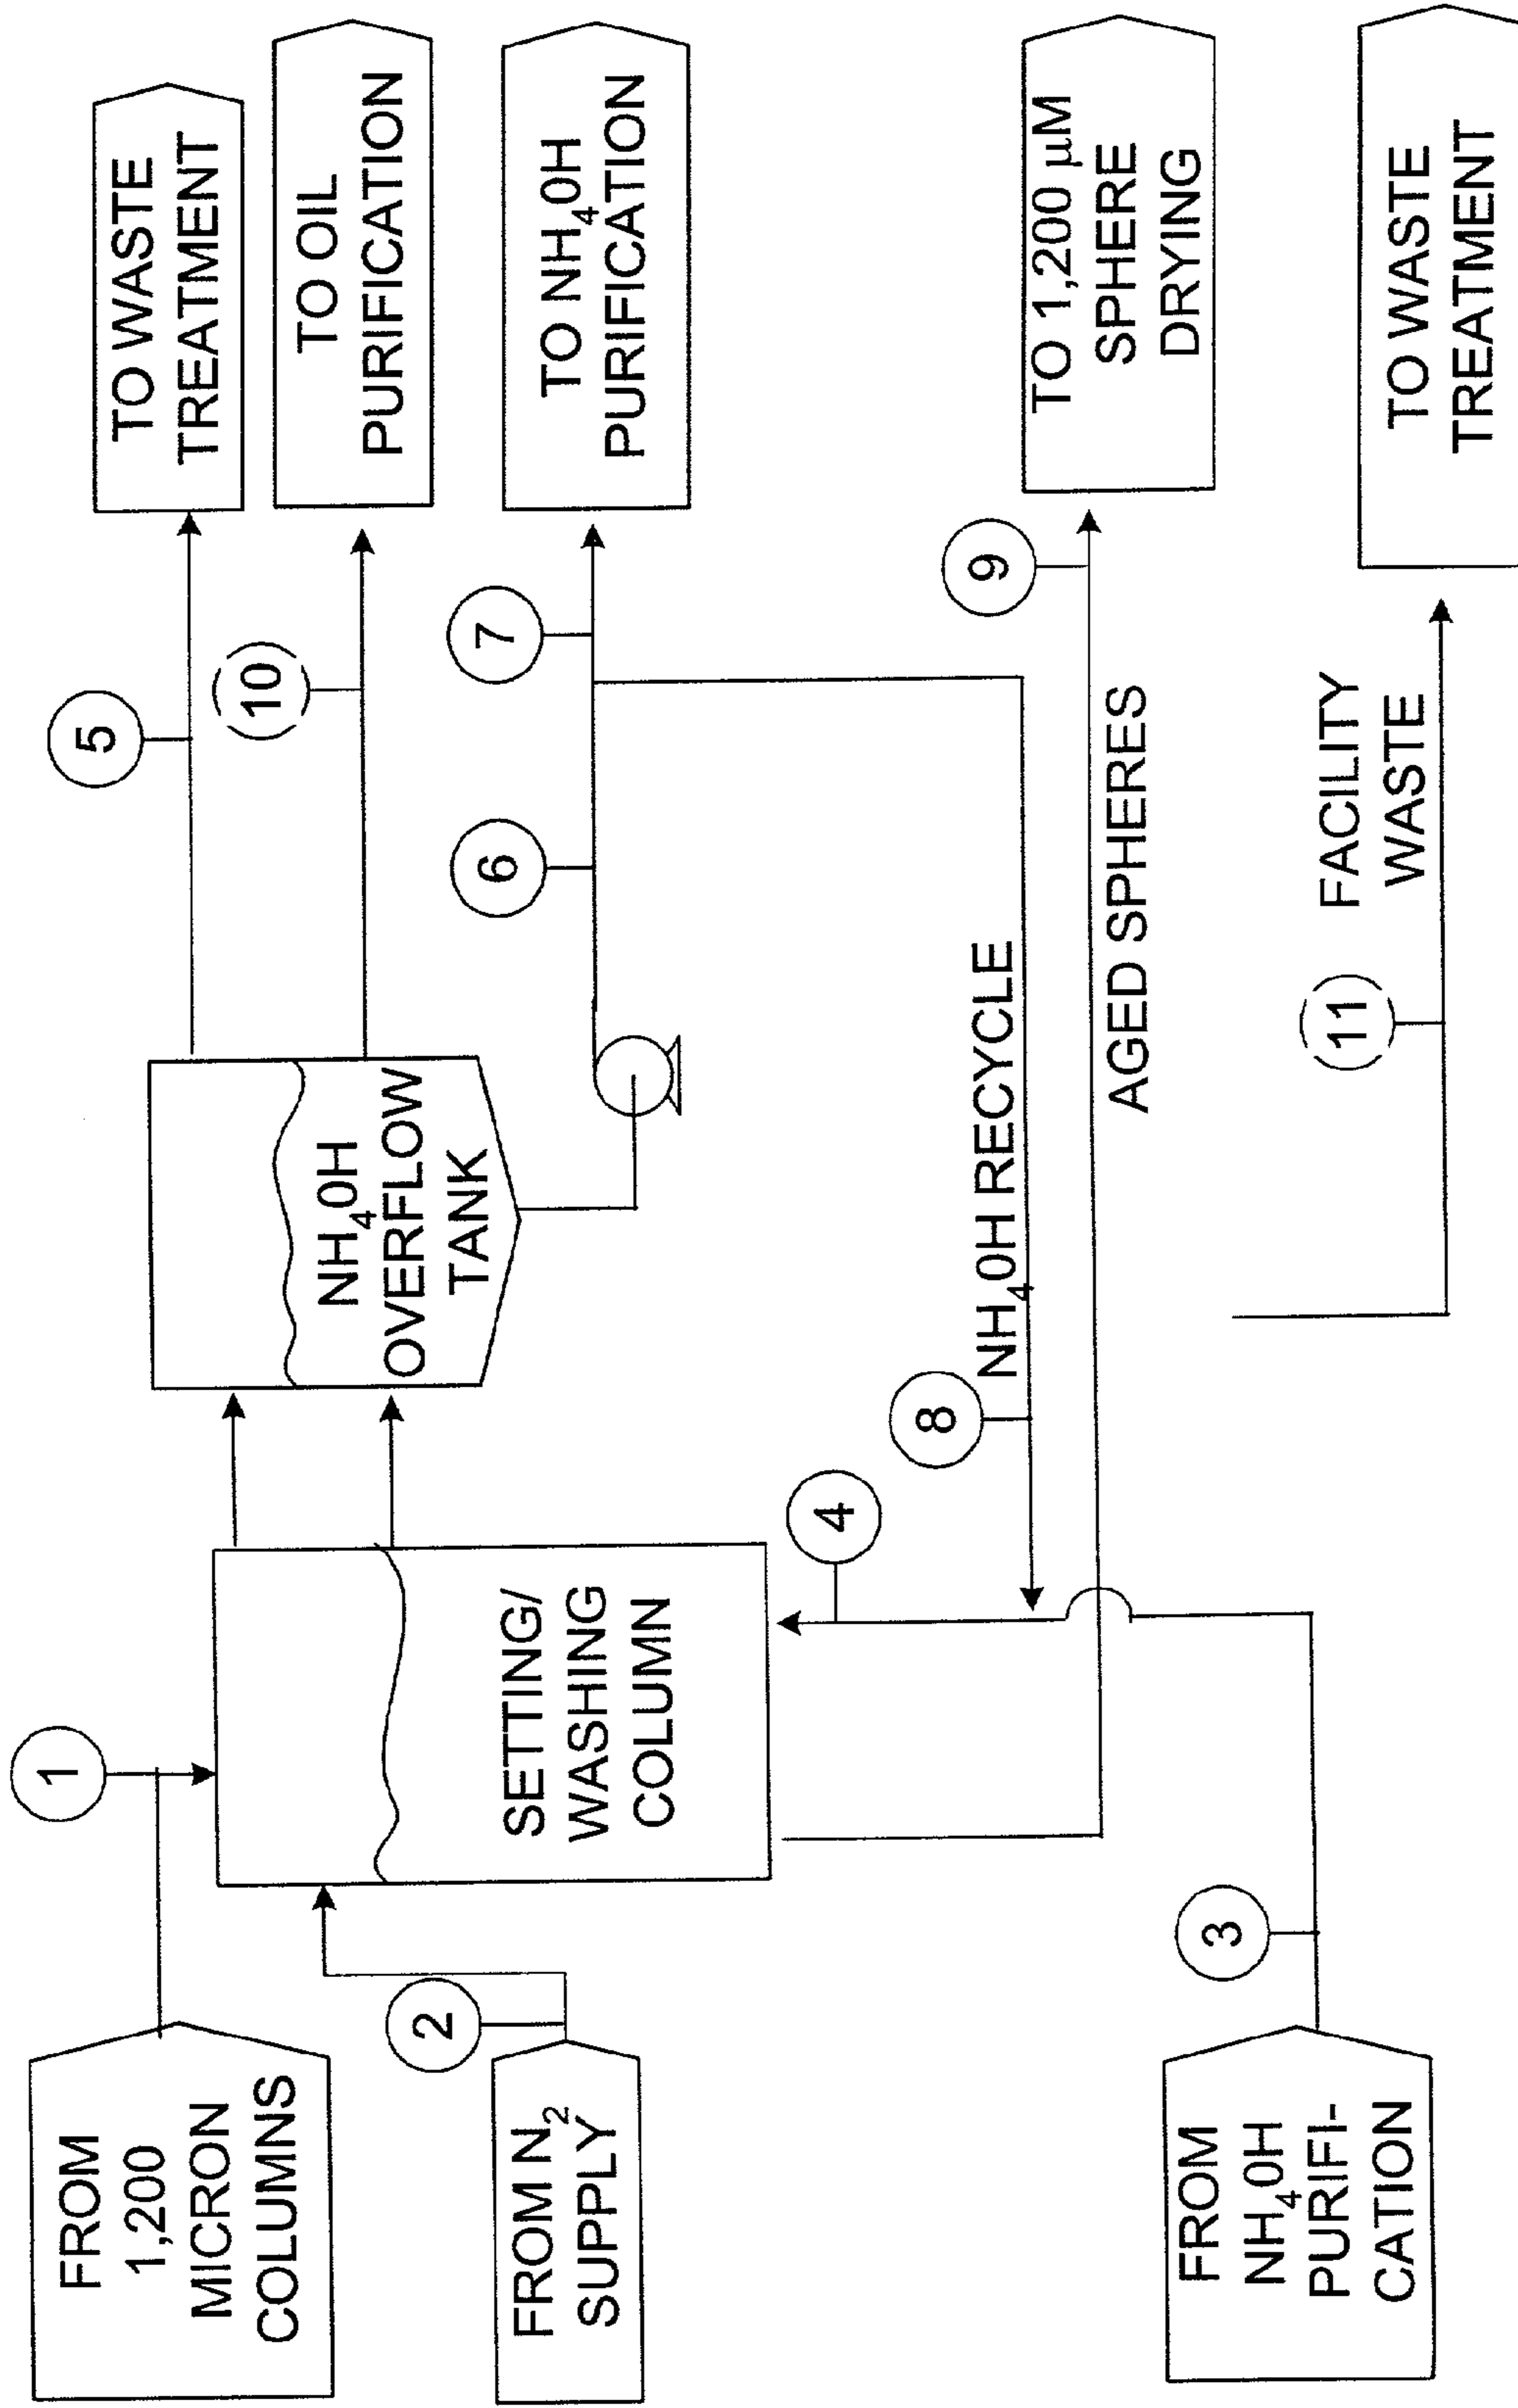 FROM
1,200
MICRON
COLUMNS
1
FROM N2
SUPPLY
2
SETTING/
WASHING
COLUMN
FROM
NH40H
PURIFI-
CATION
3
4
NH40H
OVERFLOW
TANK
5
TO WASTE
TREATMENT
10
TO OIL
PURIFICATION
6
7
TO NH40H
PURIFICATION
8
NH40H RECYCLE
9
AGED SPHERES
TO 1,200 µM
SPHERE
DRYING
11
FACILITY
WASTE
TO WASTE
TREATMENT